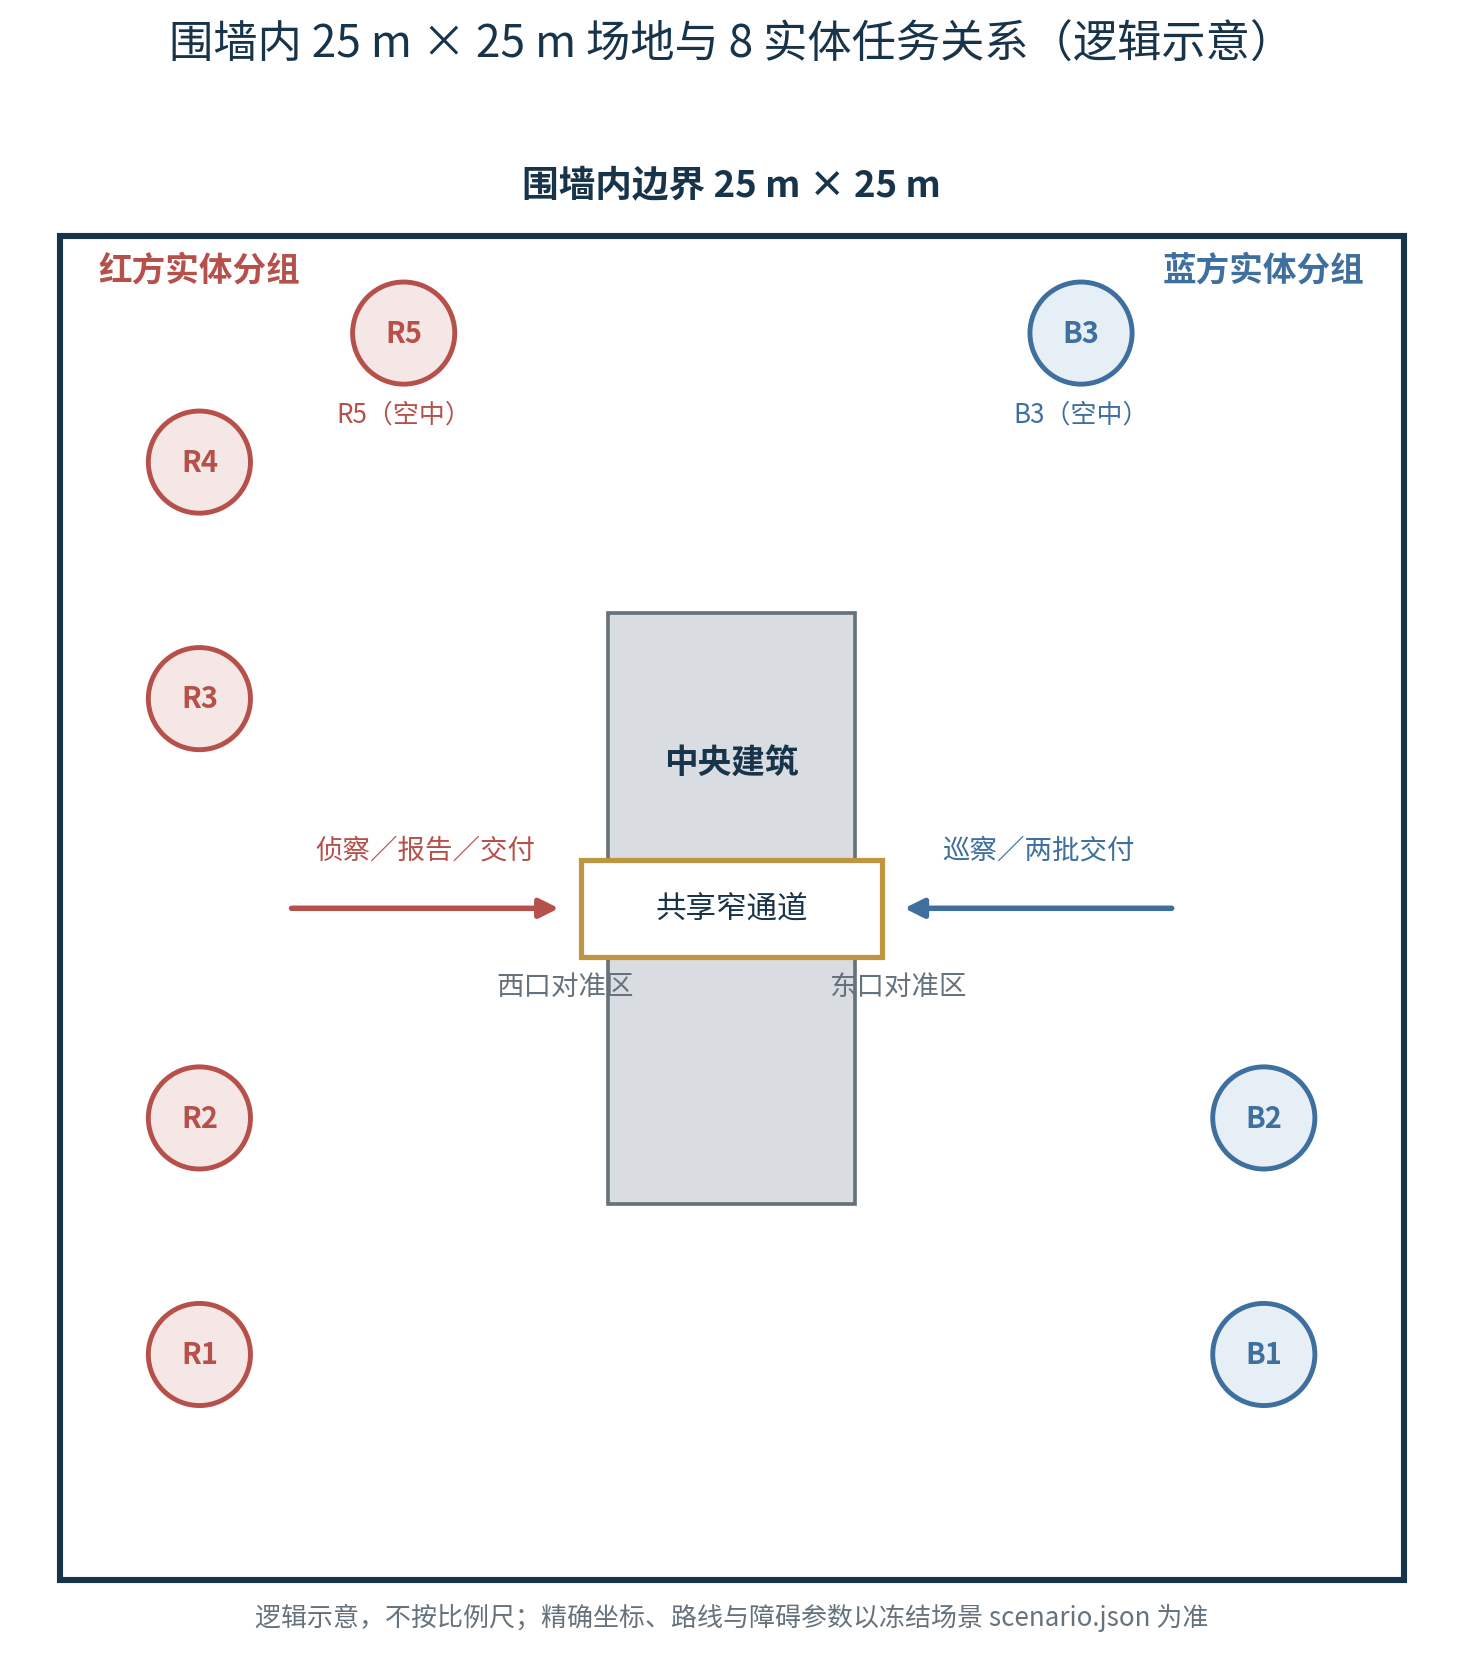 围墙内 25 m × 25 m 场地与 8 实体任务关系（逻辑示意）
围墙内边界 25 m × 25 m
红方实体分组
蓝方实体分组
R5
B3
R5（空中）
B3（空中）
R4
R3
中央建筑
侦察／报告／交付
巡察／两批交付
共享窄通道
西口对准区
东口对准区
R2
B2
R1
B1
逻辑示意，不按比例尺；精确坐标、路线与障碍参数以冻结场景 scenario.json 为准